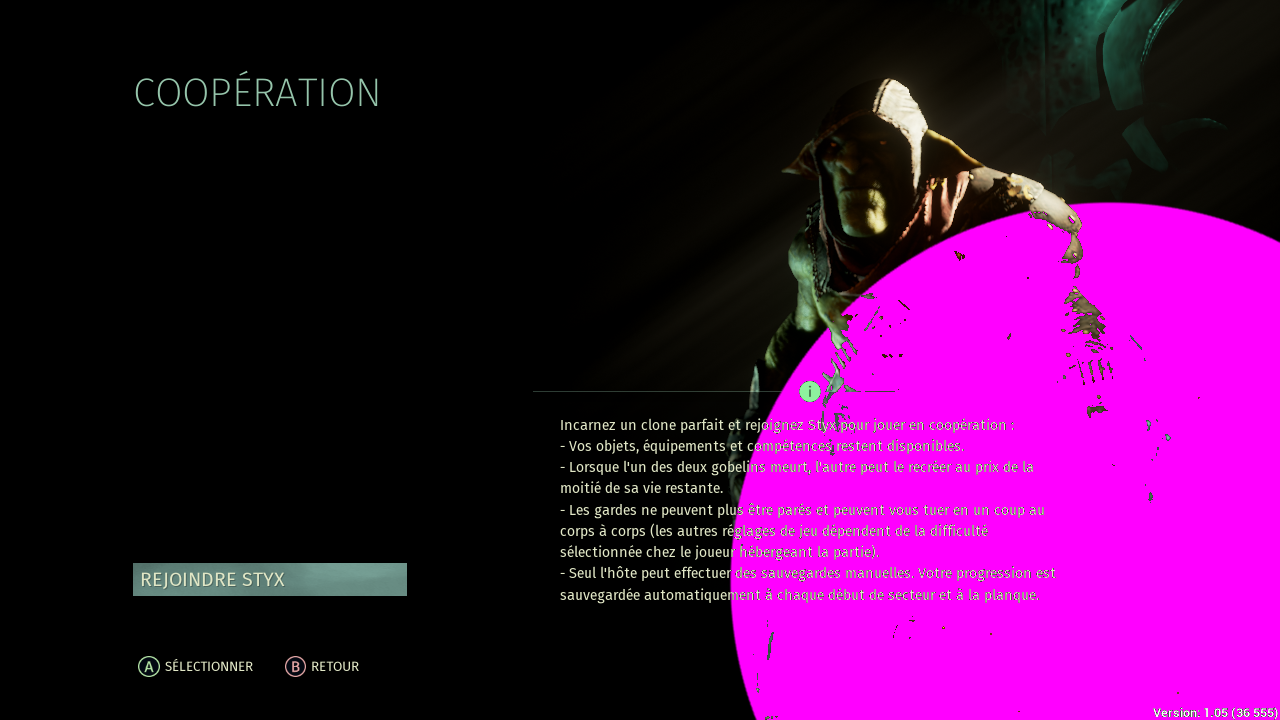 COOPÉRATION
i
Incarnez un clone parfait et rejoignez Styx pour jouer en coopération :
- Vos objets, équipements et compétences restent disponibles.
- Lorsque l'un des deux gobelins meurt, l'autre peut le recréer au prix de la
moitié de sa vie restante.
- Les gardes ne peuvent plus être parés et peuvent vous tuer en un coup au
corps à corps (les autres réglages de jeu dépendent de la difficulté
sélectionnée chez le joueur hébergeant la partie).
- Seul l'hôte peut effectuer des sauvegardes manuelles. Votre progression est
sauvegardée automatiquement à chaque début de secteur et à la planque.
REJOINDRE STYX
A SÉLECTIONNER B RETOUR
Version: 1.05 (36 555)